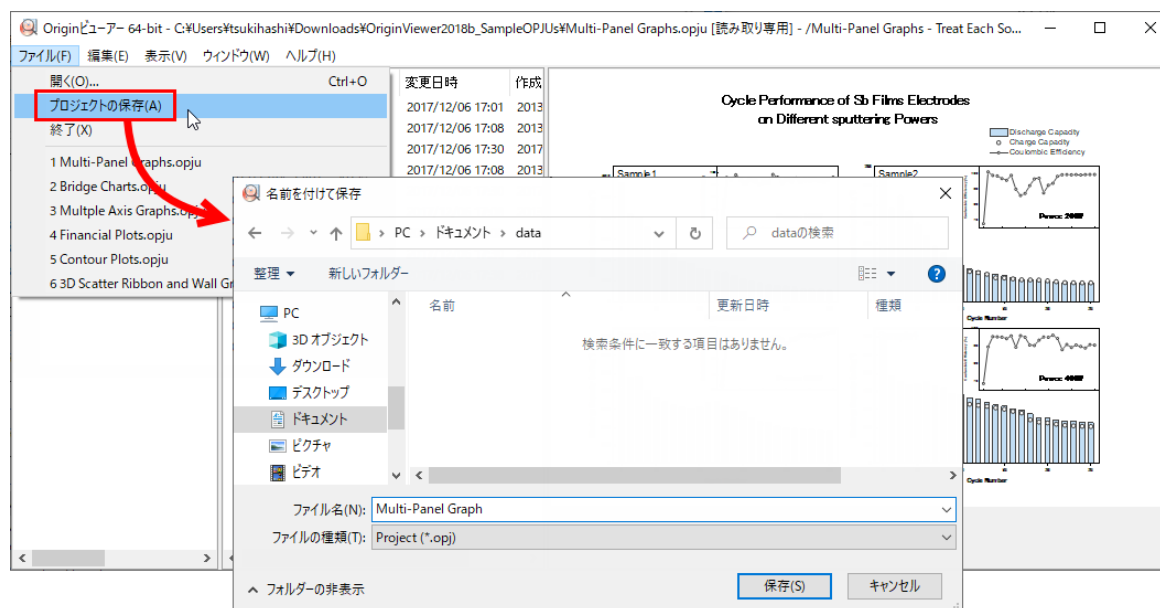 Originビューアー 64-bit - C:¥Users¥tsukihashi¥Downloads¥OriginViewer2018b_SampleOPJUs¥Multi-Panel Graphs.opju [読み取り専用] - /Multi-Panel Graphs - Treat Each So...
ファイル(F) 編集(E) 表示(V) ウィンドウ(W) ヘルプ(H)
開く(O)... Ctrl+O
プロジェクトの保存(A)
終了(X)
1 Multi-Panel Graphs.opju
2 Bridge Charts.opju
3 Multple Axis Graphs.opj
4 Financial Plots.opju
5 Contour Plots.opju
6 3D Scatter Ribbon and Wall Gr
変更日時 作成
2017/12/06 17:01 2013
2017/12/06 17:08 2013
2017/12/06 17:30 2017
2017/12/06 17:08 2013
Cycle Performance of Sb Films Electrodes
on Different sputtering Powers
Discharge Capacity
Charge Capacity
Coulombic Efficiency
Sample1
Sample2
Power: 200W
Cycle Number
Power: 400W
Cycle Number
名前を付けて保存
PC › ドキュメント › data
dataの検索
整理 新しいフォルダー
PC
3D オブジェクト
ダウンロード
デスクトップ
ドキュメント
ピクチャ
ビデオ
名前 更新日時 種類
検索条件に一致する項目はありません。
ファイル名(N): Multi-Panel Graph
ファイルの種類(T): Project (*.opj)
フォルダーの非表示
保存(S) キャンセル